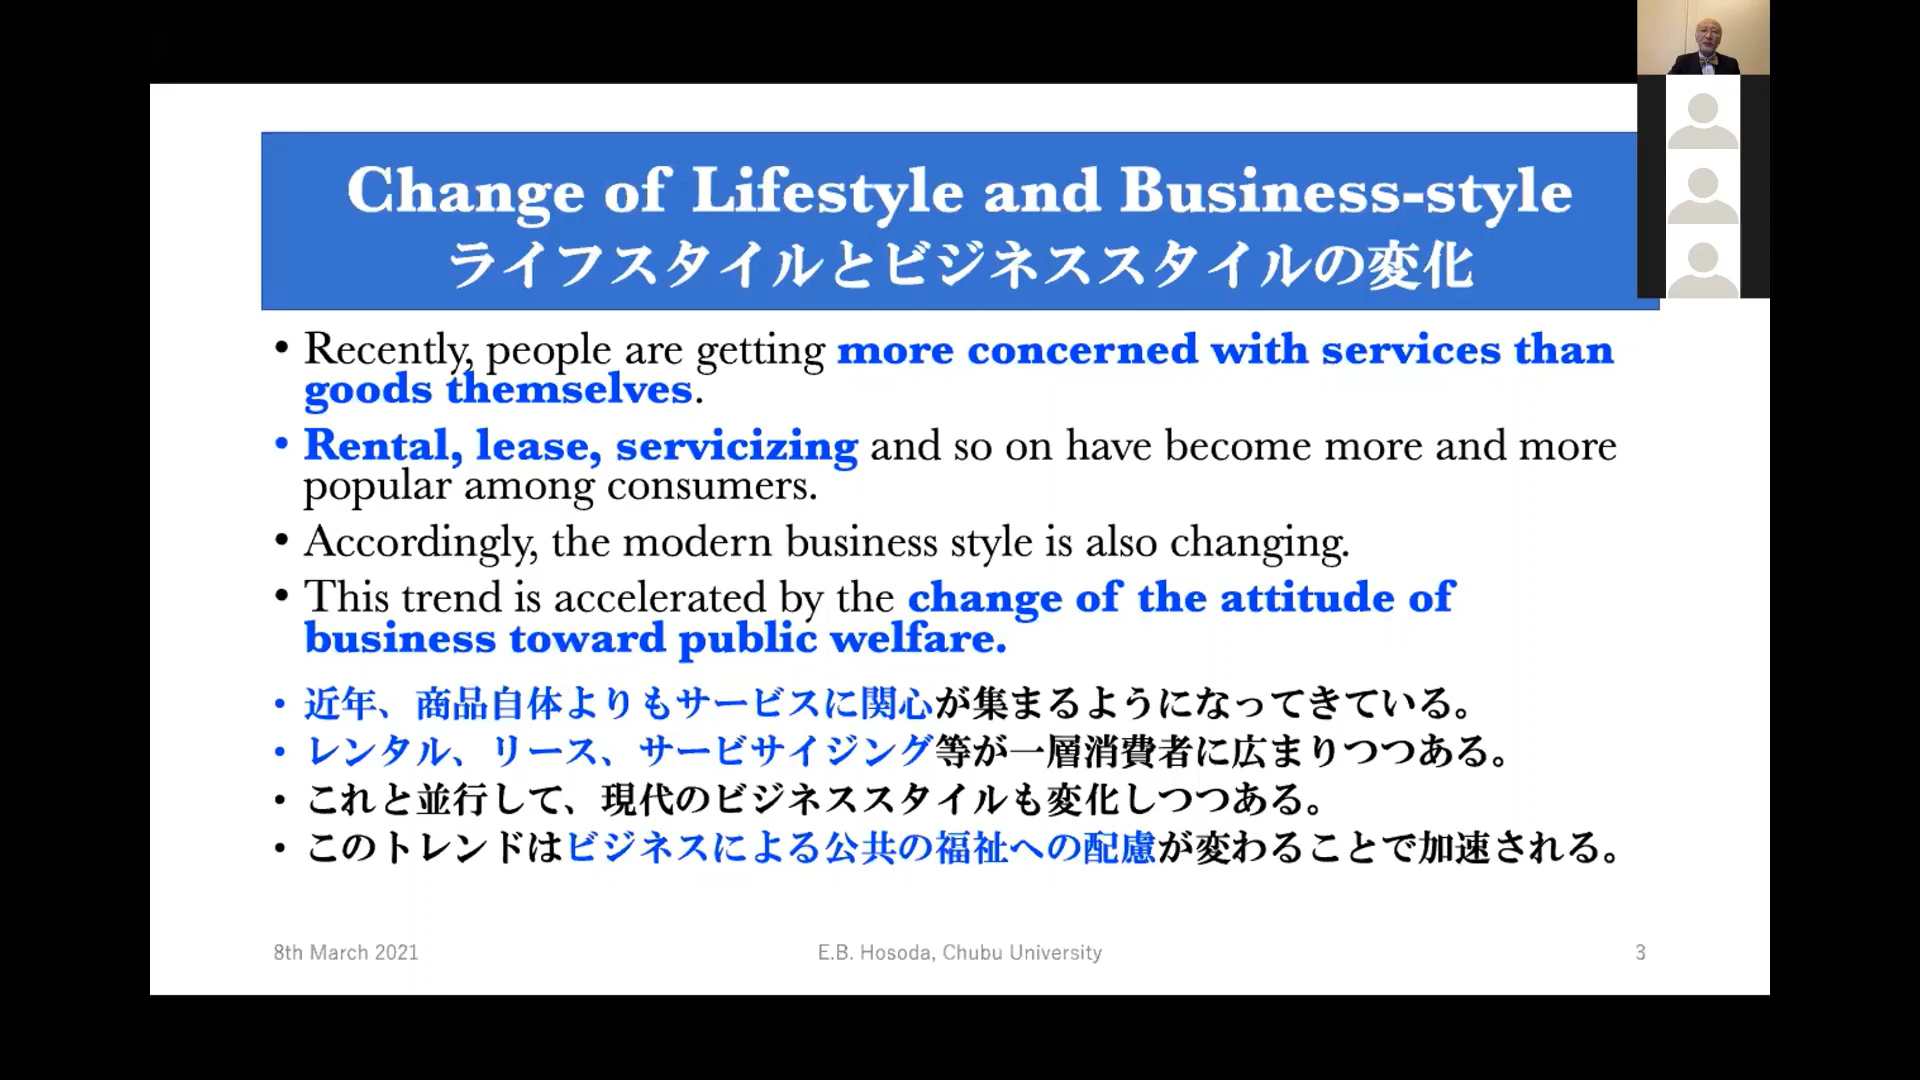 Change of Lifestyle and Business-style
ライフスタイルとビジネススタイルの変化
• Recently, people are getting more concerned with services than
goods themselves.
• Rental, lease, servicizing and so on have become more and more
popular among consumers.
• Accordingly, the modern business style is also changing.
• This trend is accelerated by the change of the attitude of
business toward public welfare.
• 近年、商品自体よりもサービスに関心が集まるようになってきている。
• レンタル、リース、サービサイジング等が一層消費者に広まりつつある。
• これと並行して、現代のビジネススタイルも変化しつつある。
• このトレンドはビジネスによる公共の福祉への配慮が変わることで加速される。
8th March 2021
E.B. Hosoda, Chubu University
3